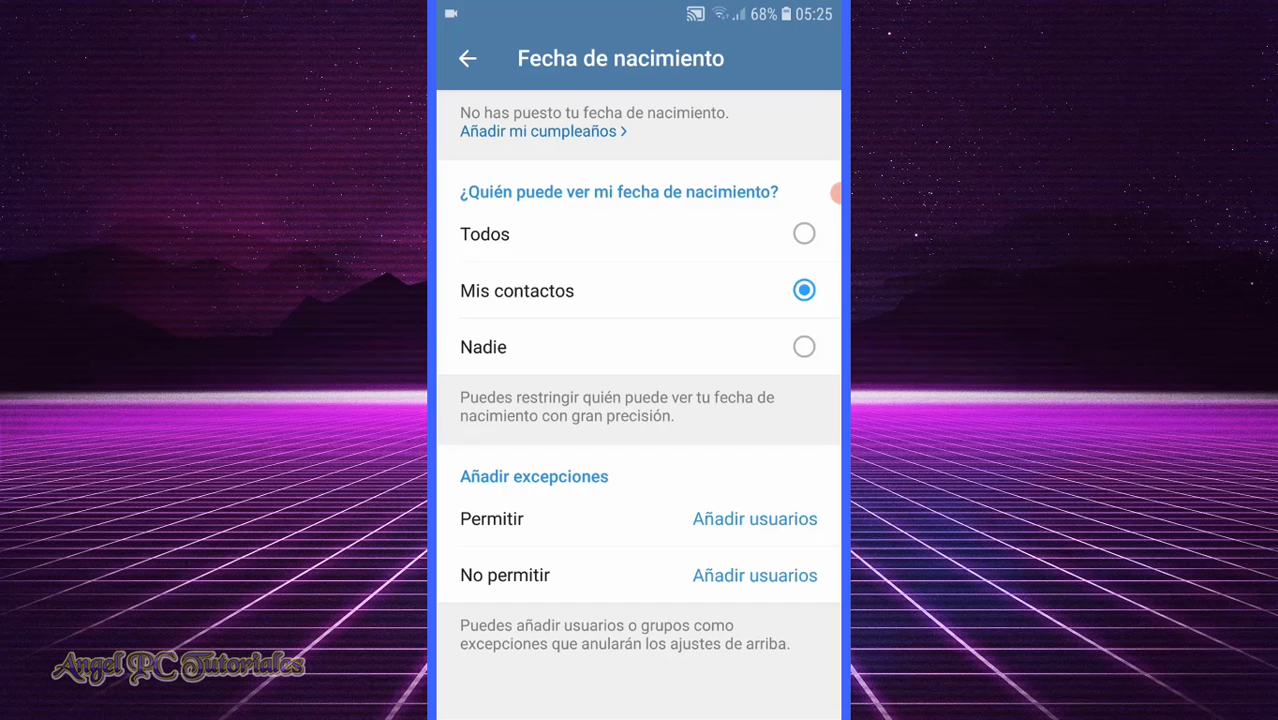 68% 05:25
Fecha de nacimiento
No has puesto tu fecha de nacimiento.
Añadir mi cumpleaños >
¿Quién puede ver mi fecha de nacimiento?
Todos
Mis contactos
Nadie
Puedes restringir quién puede ver tu fecha de
nacimiento con gran precisión.
Añadir excepciones
Permitir Añadir usuarios
No permitir Añadir usuarios
Puedes añadir usuarios o grupos como
excepciones que anularán los ajustes de arriba.
Angel PC Tutoriales